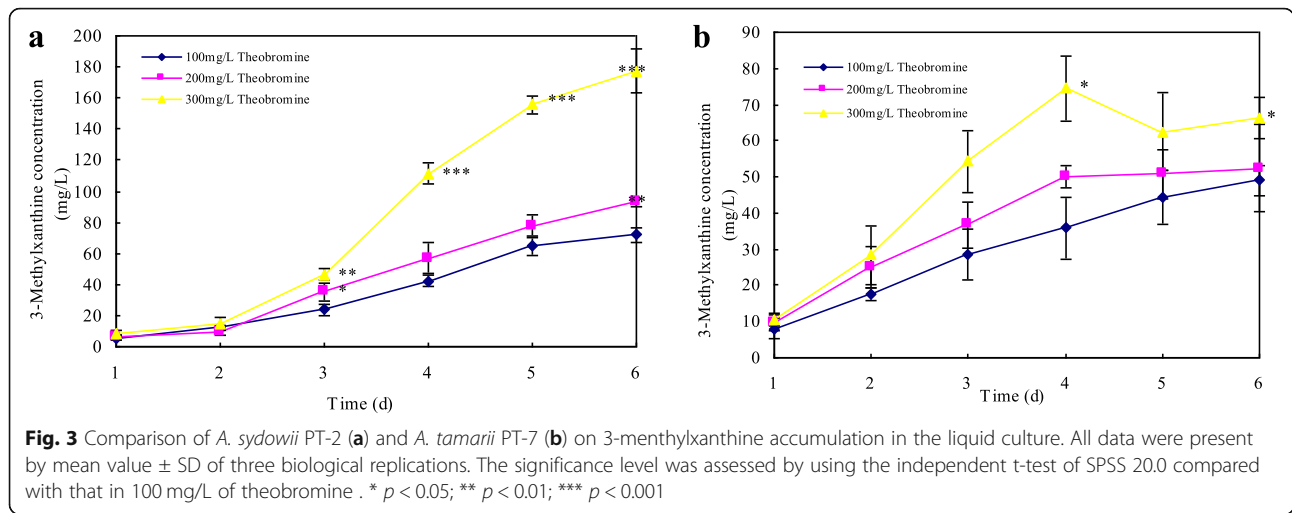 a
200
180
160
140
120
100
80
60
40
20
0
3-Methylxanthine concentration
(mg/L)
100mg/L Theobromine
200mg/L Theobromine
300mg/L Theobromine
***
***
***
**
**
*
1 2 3 4 5 6
Time (d)
b
90
80
70
60
50
40
30
20
10
0
3-Methylxanthine concentration
(mg/L)
100mg/L Theobromine
200mg/L Theobromine
300mg/L Theobromine
*
*
1 2 3 4 5 6
Time (d)
Fig. 3 Comparison of A. sydowii PT-2 (a) and A. tamarii PT-7 (b) on 3-menthylxanthine accumulation in the liquid culture. All data were present
by mean value ± SD of three biological replications. The significance level was assessed by using the independent t-test of SPSS 20.0 compared
with that in 100 mg/L of theobromine . * p < 0.05; ** p < 0.01; *** p < 0.001